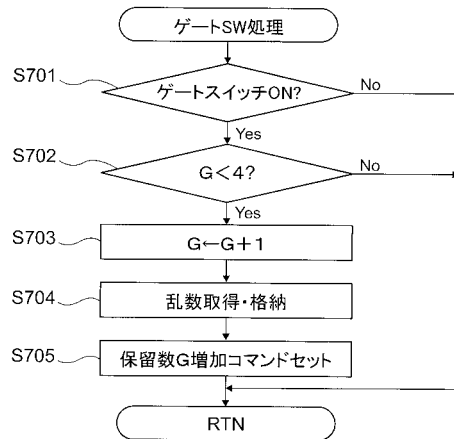 ゲートSW処理
S701
ゲートスイッチON?
No
Yes
S702
G<4?
No
Yes
S703
G←G+1
S704
乱数取得・格納
S705
保留数G増加コマンドセット
RTN